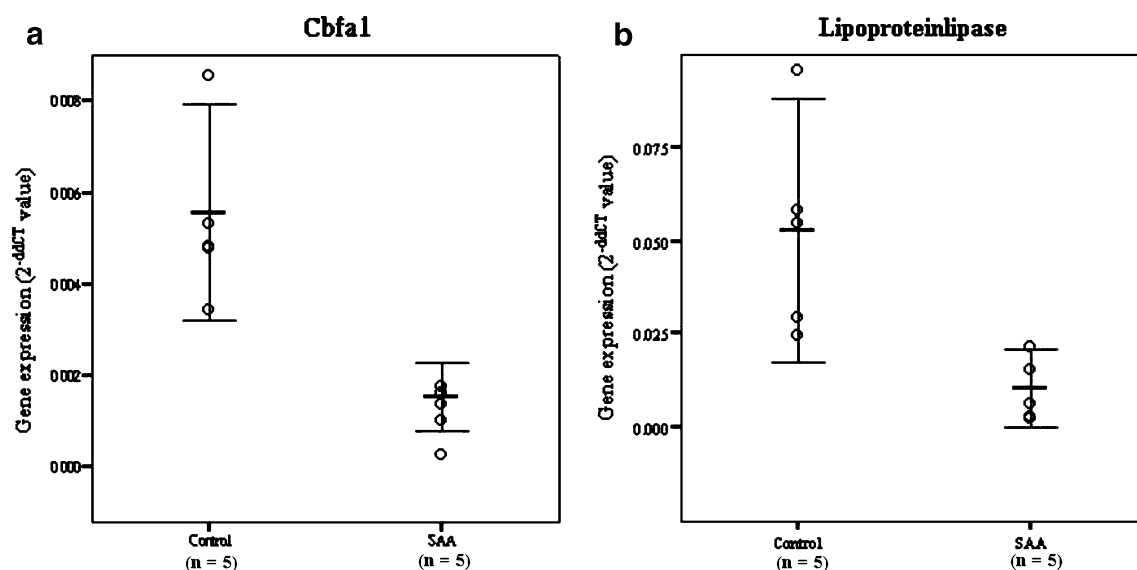 a
Cbfa1
Gene expression (2-ddCT value)
0.008
0.006
0.004
0.002
0.000
Control
(n = 5)
SAA
(n = 5)
b
Lipoproteinlipase
Gene expression (2-ddCT value)
0.075
0.050
0.025
0.000
Control
(n = 5)
SAA
(n = 5)